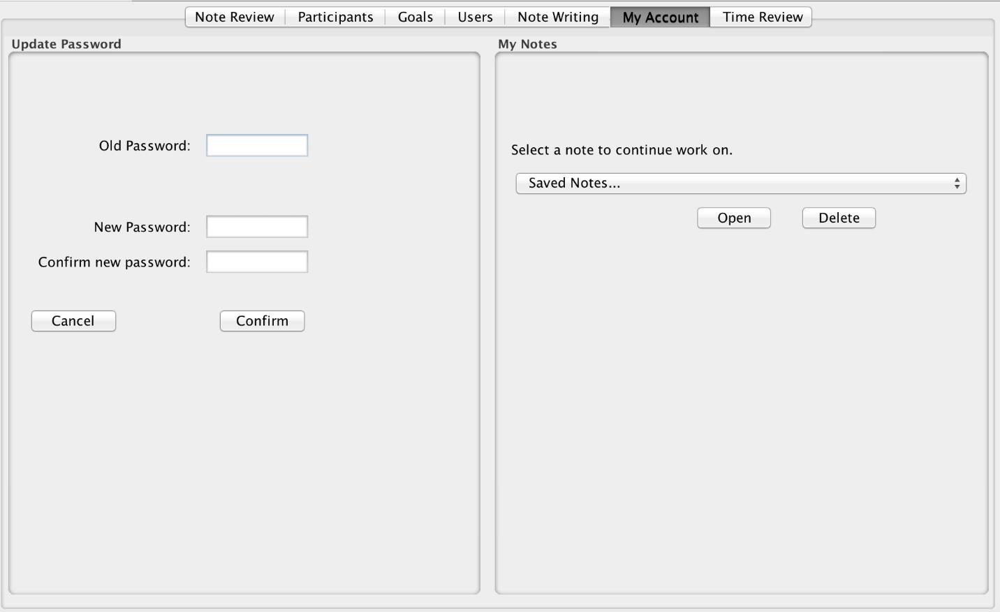 Note Review Participants Goals Users Note Writing My Account Time Review
Update Password
Old Password:
New Password:
Confirm new password:
Cancel Confirm
My Notes
Select a note to continue work on.
Saved Notes...
Open Delete